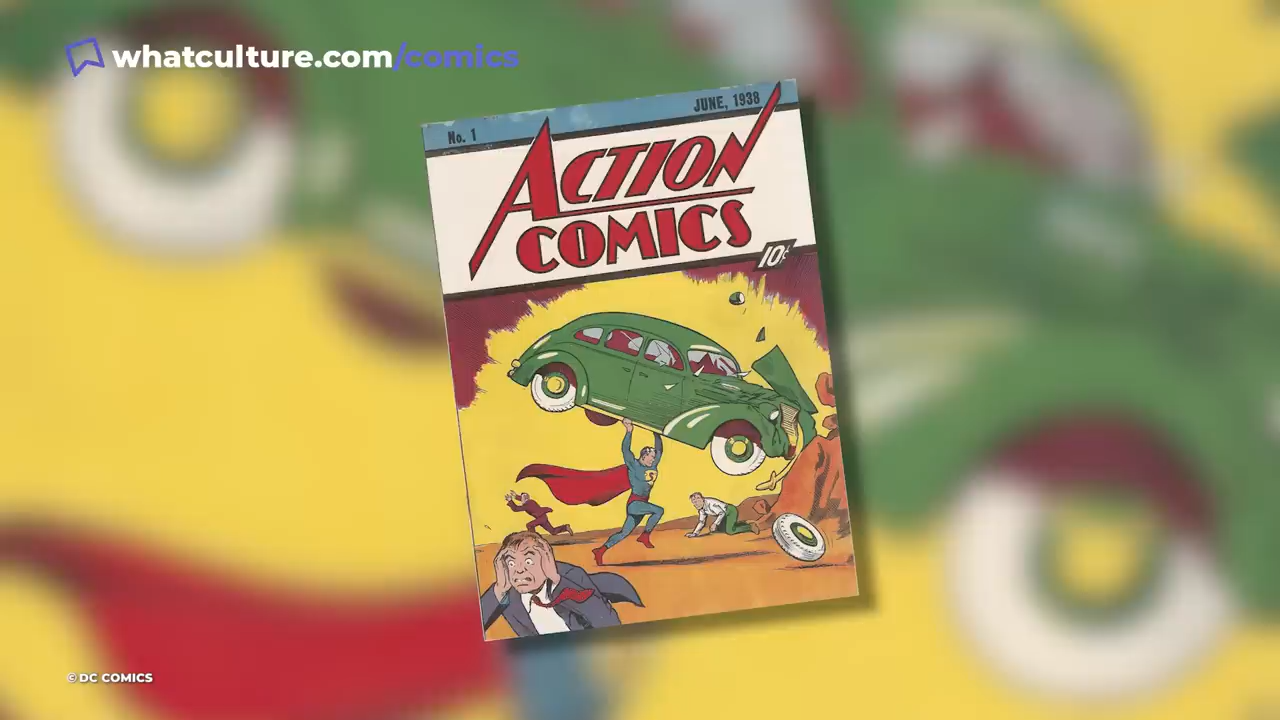 whatculture.com/comics
No. 1
JUNE, 1938
ACTION
COMICS
10¢
S
© DC COMICS